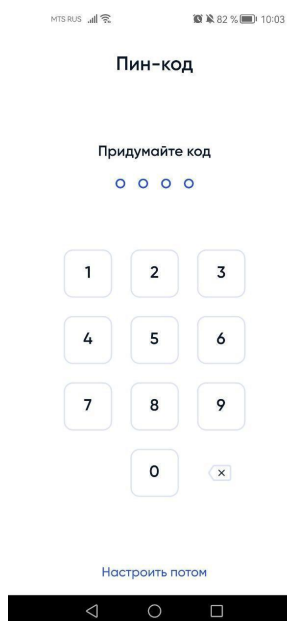 MTS RUS 82 % 10:03
Пин-код
Придумайте код
1 2 3
4 5 6
7 8 9
0
Настроить потом